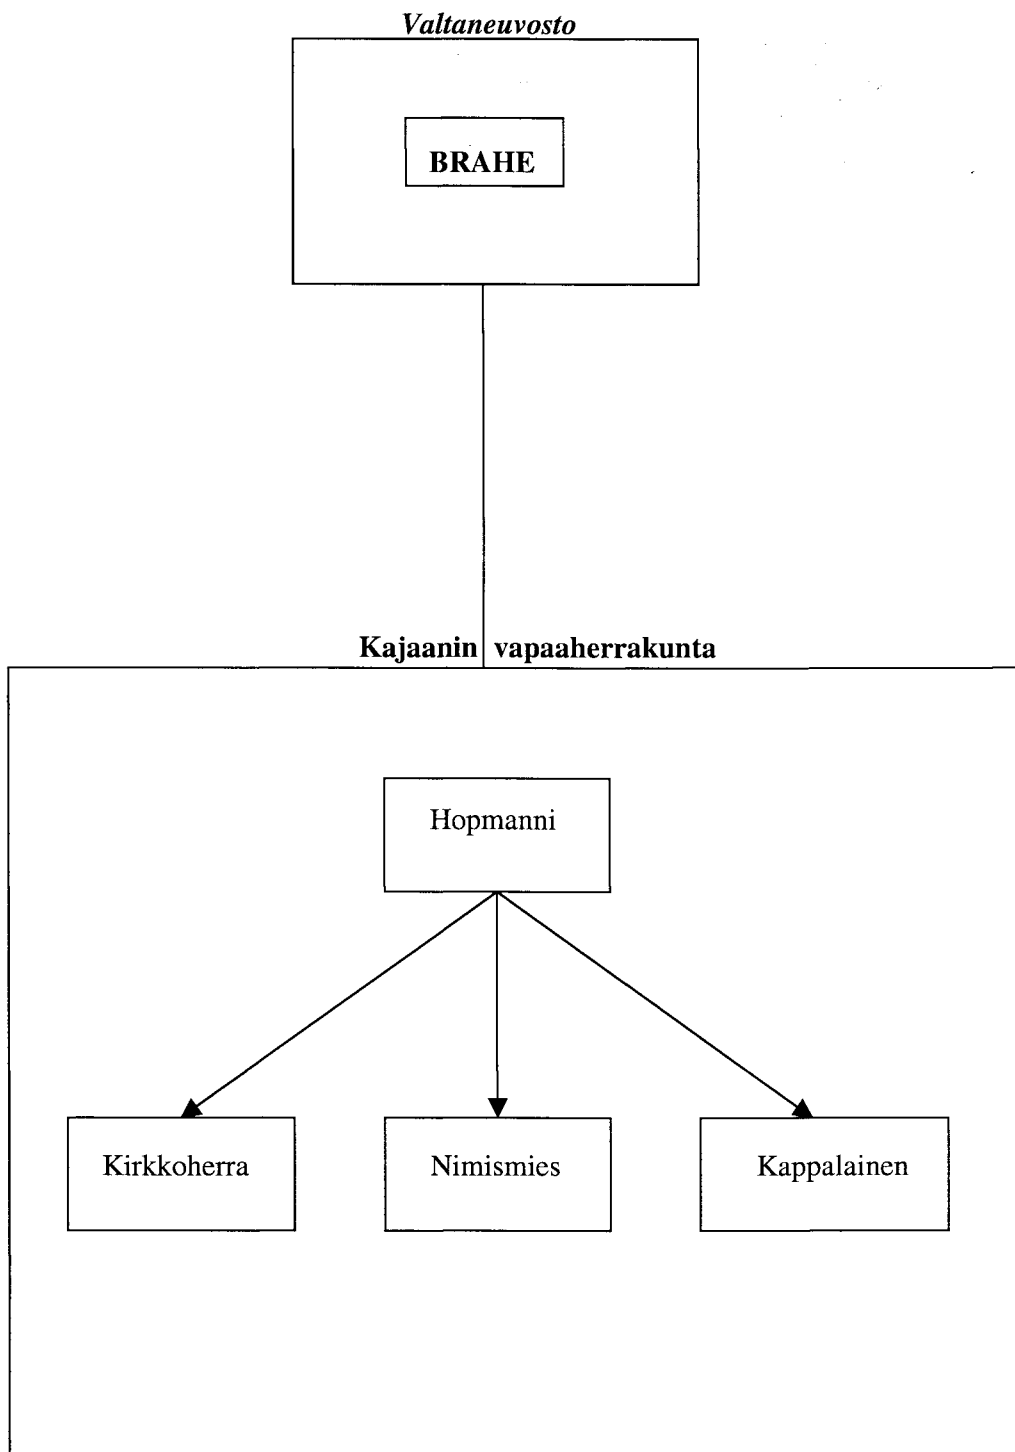 Valtaneuvosto
BRAHE
Kajaanin vapaaherrakunta
Hopmanni
Kirkkoherra
Nimismies
Kappalainen